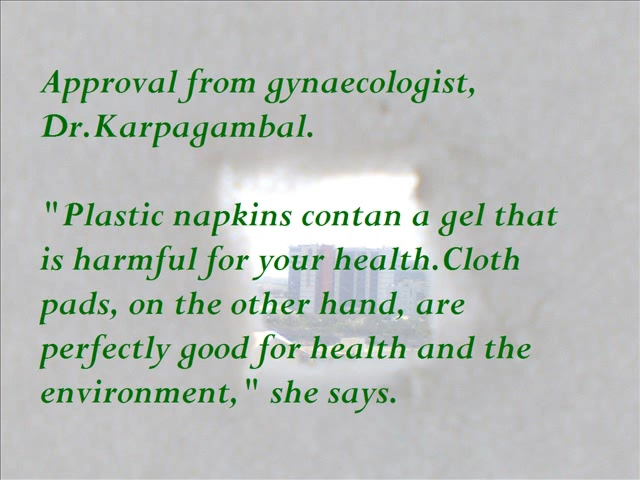 Approval from gynaecologist,
Dr.Karpagambal.
"Plastic napkins contan a gel that
is harmful for your health.Cloth
pads, on the other hand, are
perfectly good for health and the
environment," she says.